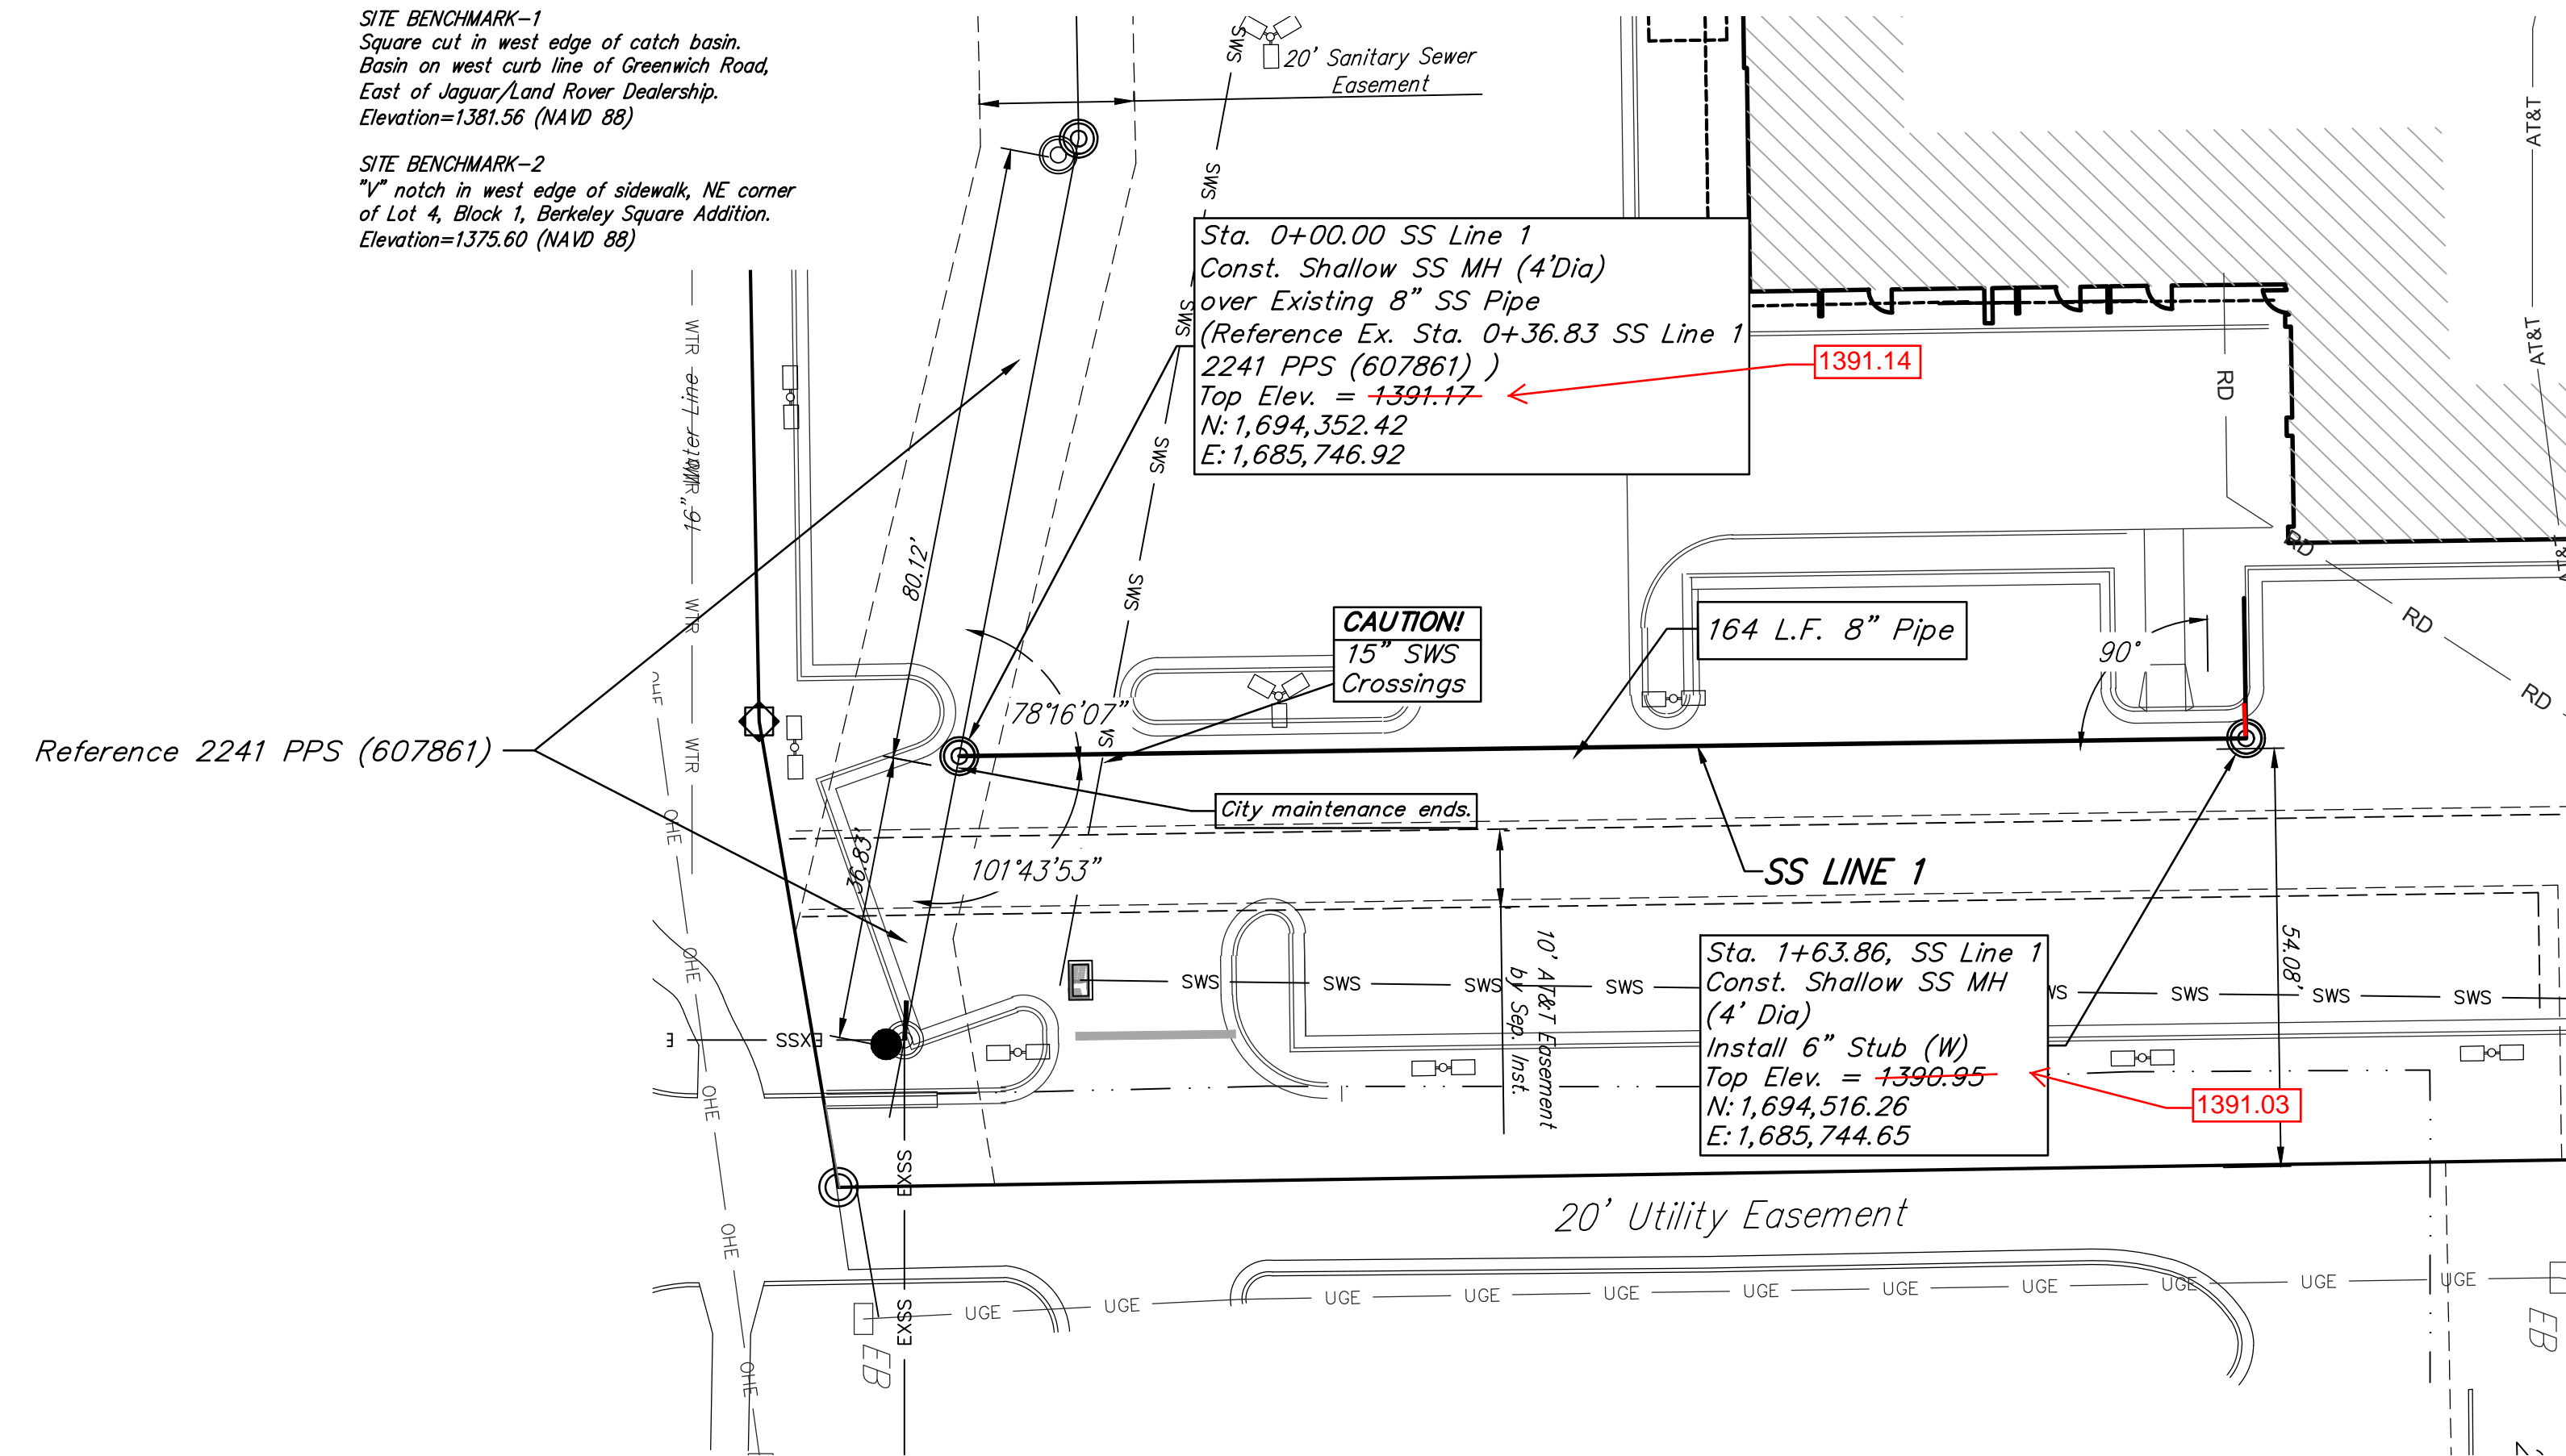 SITE BENCHMARK-1
Square cut in west edge of catch basin.
Basin on west curb line of Greenwich Road,
East of Jaguar/Land Rover Dealership.
Elevation=1381.56 (NAVD 88)
SITE BENCHMARK-2
"V" notch in west edge of sidewalk, NE corner
of Lot 4, Block 1, Berkeley Square Addition.
Elevation=1375.60 (NAVD 88)
20' Sanitary Sewer
Easement
SWS
SWS
SWS
SWS
SWS
AT&T
AT&T
Sta. 0+00.00 SS Line 1
Const. Shallow SS MH (4'Dia)
over Existing 8" SS Pipe
(Reference Ex. Sta. 0+36.83 SS Line 1
2241 PPS (607861) )
Top Elev. = 1391.17
N: 1,694,352.42
E: 1,685,746.92
1391.14
RD
RD
RD
RD
WTR
16" Water Line
WTR
WTR
WTR
80.12'
CAUTION!
15" SWS
Crossings
164 L.F. 8" Pipe
90°
78°16'07"
Reference 2241 PPS (607861)
City maintenance ends.
36.83'
101°43'53"
SS LINE 1
OHE
OHE
OHE
OHE
OHE
10' AT&T Easement
by Sep. Inst.
Sta. 1+63.86, SS Line 1
Const. Shallow SS MH
(4' Dia)
Install 6" Stub (W)
Top Elev. = 1390.95
N: 1,694,516.26
E: 1,685,744.65
1391.03
54.08'
SWS
SWS
SWS
SWS
SWS
SWS
SWS
EXSS
EXSS
EXSS
20' Utility Easement
UGE
UGE
UGE
UGE
UGE
UGE
UGE
UGE
UGE
UGE
UGE
EB
EB